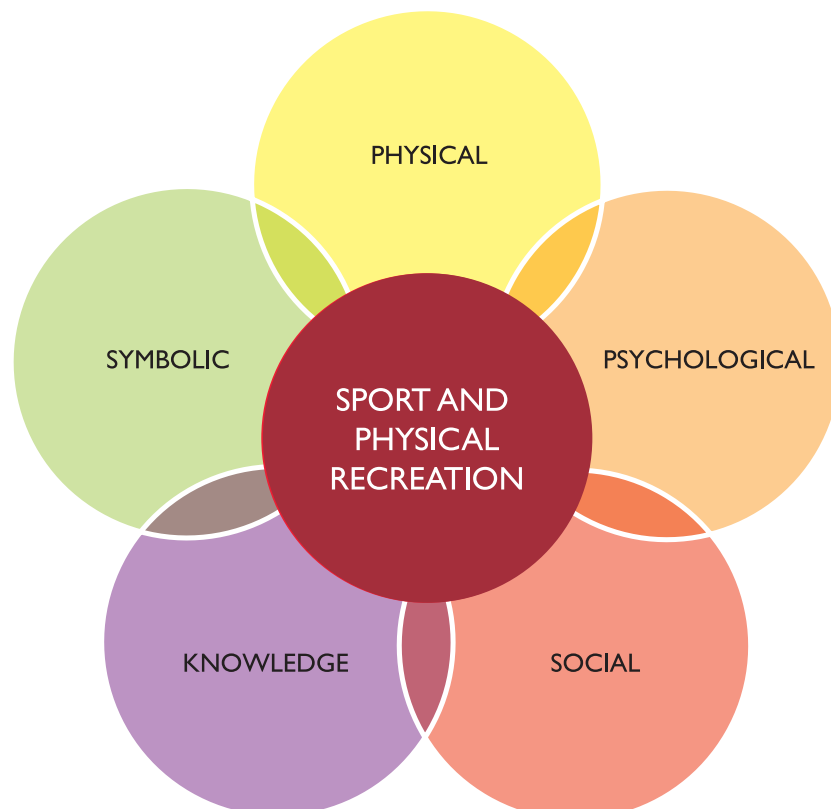 PHYSICAL
SYMBOLIC
PSYCHOLOGICAL
SPORT AND
PHYSICAL
RECREATION
KNOWLEDGE
SOCIAL